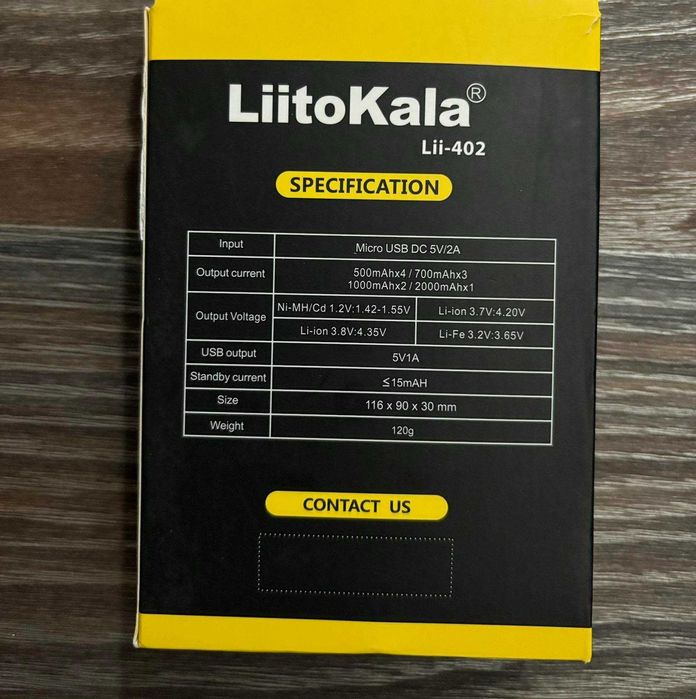 LiitoKala®
Lii-402
SPECIFICATION
Input Micro USB DC 5V/2A
Output current 500mAhx4 / 700mAhx3
1000mAhx2 / 2000mAhx1
Output Voltage Ni-MH/Cd 1.2V:1.42-1.55V Li-ion 3.7V:4.20V
Li-ion 3.8V:4.35V Li-Fe 3.2V:3.65V
USB output 5V1A
Standby current ≤15mAH
Size 116 x 90 x 30 mm
Weight 120g
CONTACT US